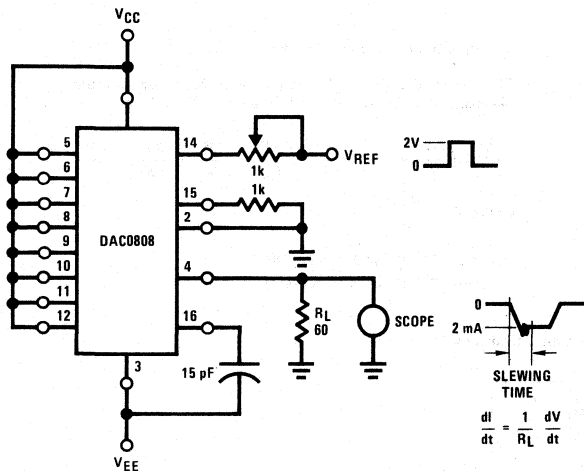 VCC
5
6
7
8
9
10
11
12
DAC0808
14
15
2
4
16
3
1k
VREF
1k
RL
60
SCOPE
15 pF
VEE
2V
0
0
2 mA
SLEWING
TIME
dI/dt = 1/RL dV/dt